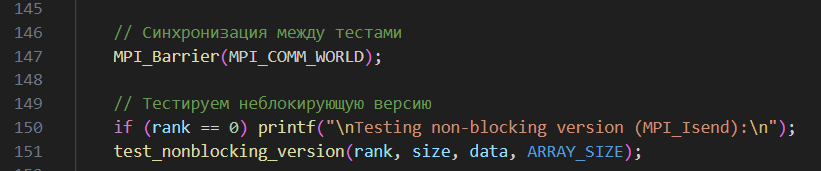 145
146 // Синхронизация между тестами
147 MPI_Barrier(MPI_COMM_WORLD);
148
149 // Тестируем неблокирующую версию
150 if (rank == 0) printf("\nTesting non-blocking version (MPI_Isend):\n");
151 test_nonblocking_version(rank, size, data, ARRAY_SIZE);